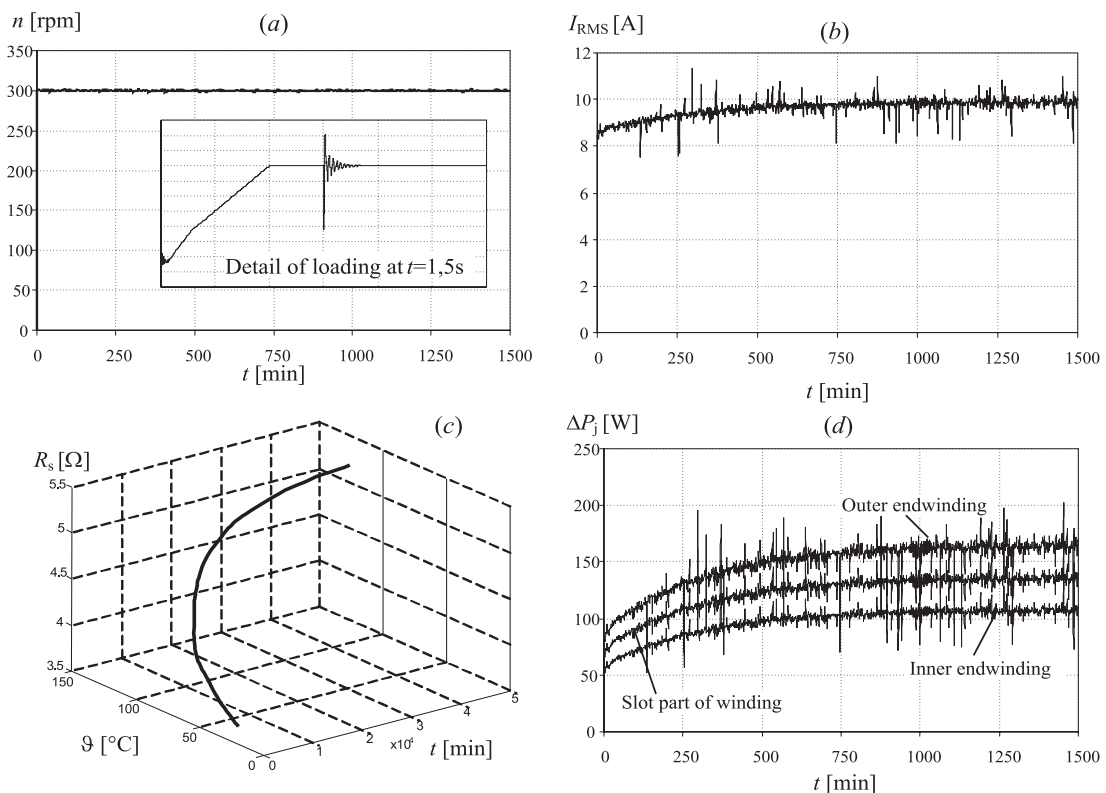 n [rpm]
(a)
350
300
250
200
150
100
50
0
Detail of loading at t=1,5s
0 250 500 750 1000 1250 1500
t [min]
I_RMS [A]
(b)
12
10
8
6
4
2
0
0 250 500 750 1000 1250 1500
t [min]
(c)
R_s [Ω]
5.5
5
4.5
4
3.5
150
100
50
0
0 1 2 3 4 5
x10⁴
ϑ [°C]
t [min]
ΔP_j [W]
(d)
250
200
150
100
50
0
Outer endwinding
Inner endwinding
Slot part of winding
0 250 500 750 1000 1250 1500
t [min]